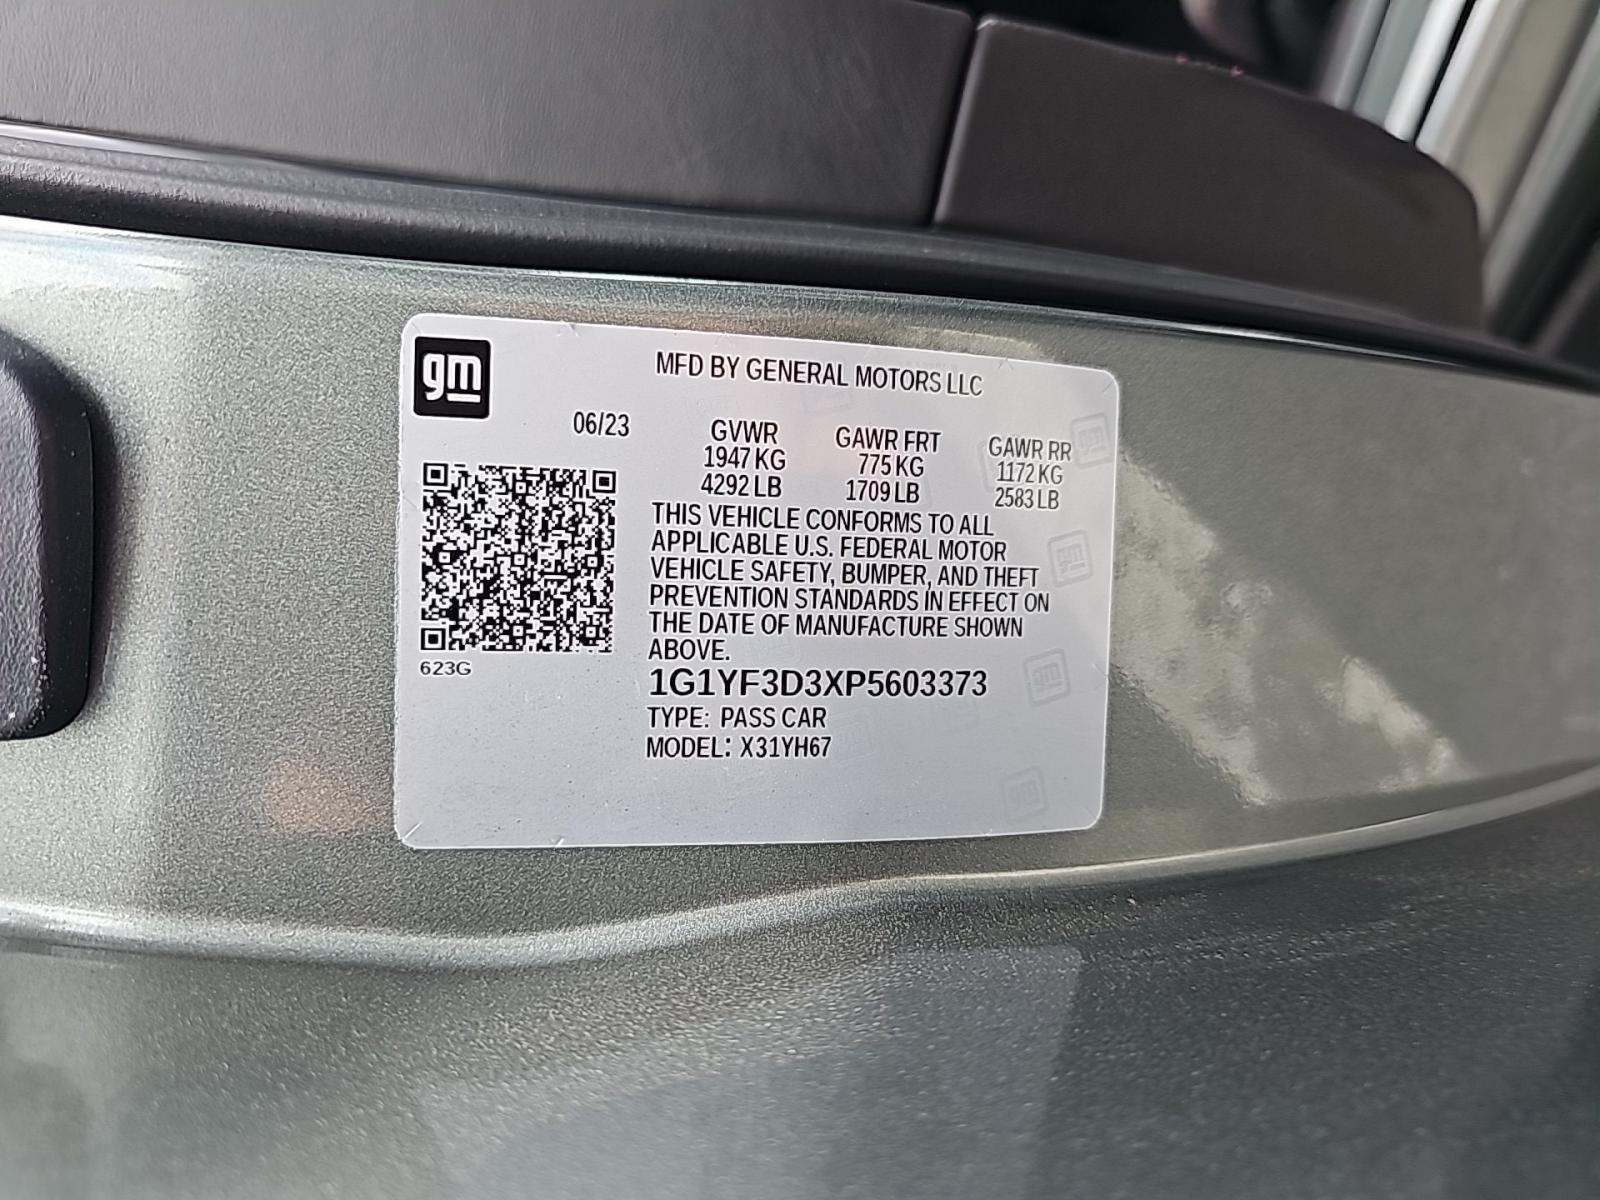 gm
MFD BY GENERAL MOTORS LLC
06/23
GVWR GAWR FRT GAWR RR
1947 KG 775 KG 1172 KG
4292 LB 1709 LB 2583 LB
THIS VEHICLE CONFORMS TO ALL
APPLICABLE U.S. FEDERAL MOTOR
VEHICLE SAFETY, BUMPER, AND THEFT
PREVENTION STANDARDS IN EFFECT ON
THE DATE OF MANUFACTURE SHOWN
ABOVE.
623G
1G1YF3D3XP5603373
TYPE: PASS CAR
MODEL: X31YH67